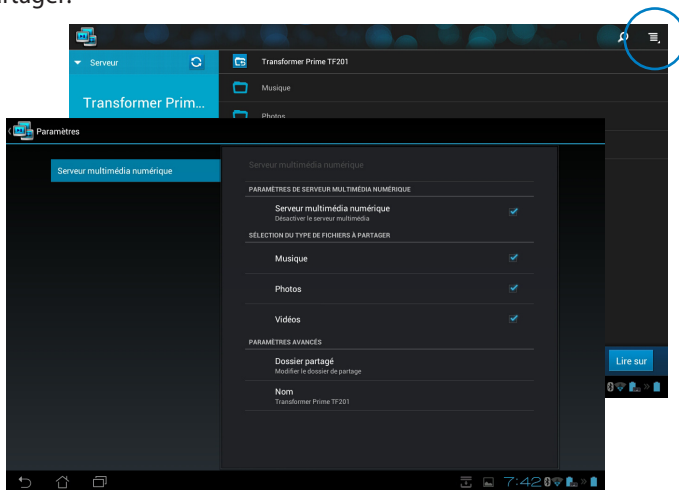 artager.
Serveur
Transformer Prime TF201
Musique
Transformer Prim...
Photos
Paramètres
Serveur multimédia numérique
Serveur multimédia numérique
PARAMÈTRES DE SERVEUR MULTIMÉDIA NUMÉRIQUE
Serveur multimédia numérique
Désactiver le serveur multimédia
SÉLECTION DU TYPE DE FICHIERS À PARTAGER
Musique
Photos
Vidéos
PARAMÈTRES AVANCÉS
Dossier partagé
Modifier le dossier de partage
Nom
Transformer Prime TF201
Lire sur
7:42